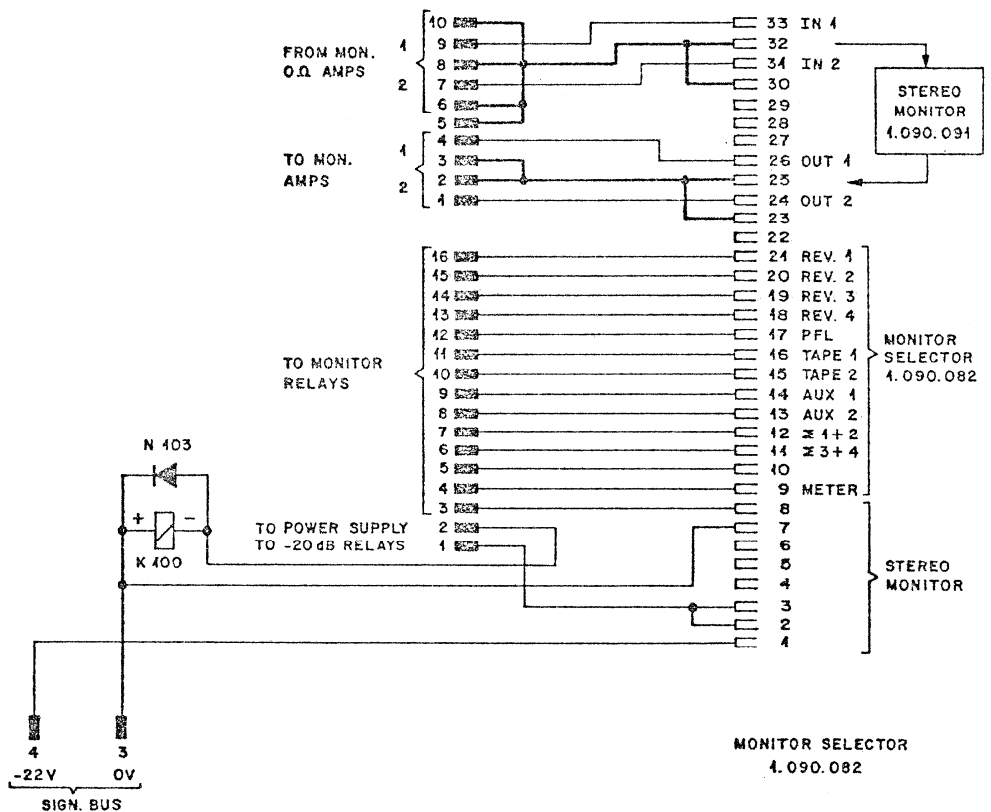 FROM MON.
0Ω AMPS
1
2
10
9
8
7
6
5
TO MON.
AMPS
1
2
4
3
2
1
TO MONITOR
RELAYS
16
15
14
13
12
11
10
9
8
7
6
5
4
3
TO POWER SUPPLY 2
TO -20dB RELAYS 1
N 103
+ -
K 100
4 3
-22V 0V
SIGN. BUS
33 IN 1
32
31 IN 2
30
29
28
27
26 OUT 1
25
24 OUT 2
23
22
21 REV. 1
20 REV. 2
19 REV. 3
18 REV. 4
17 PFL
16 TAPE 1
15 TAPE 2
14 AUX 1
13 AUX 2
12 Σ 1+2
11 Σ 3+4
10
9 METER
8
7
6
5
4
3
2
1
STEREO
MONITOR
1.090.091
MONITOR
SELECTOR
1.090.082
STEREO
MONITOR
MONITOR SELECTOR
1.090.082